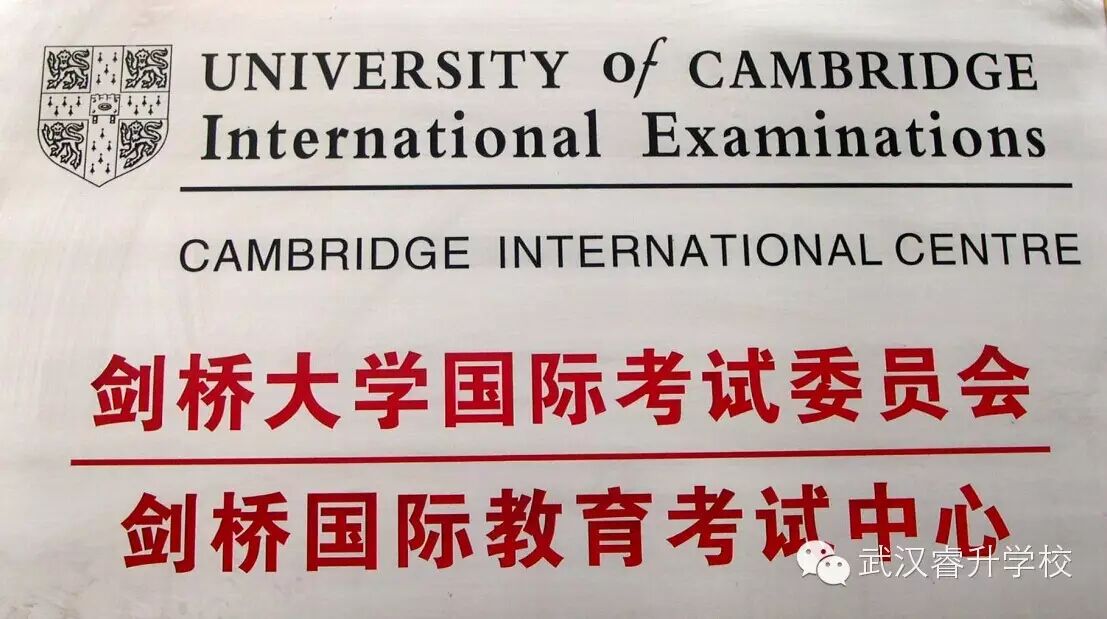 UNIVERSITY of CAMBRIDGE
International Examinations
CAMBRIDGE INTERNATIONAL CENTRE
剑桥大学国际考试委员会
剑桥国际教育考试中心
武汉睿升学校